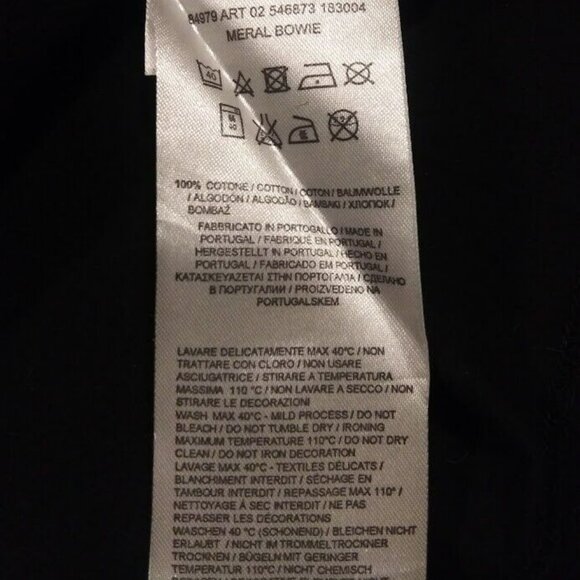 84979 ART 02 546873 183004
MERAL BOWIE
40
40
100% COTONE / COTTON / COTON / BAUMWOLLE
/ ALGODÓN / ALGODÃO / ΒΑΜΒΑΚΙ / ХЛОПОК /
BOMBAŽ
FABBRICATO IN PORTOGALLO / MADE IN
PORTUGAL / FABRIQUÉ EN PORTUGAL /
HERGESTELLT IN PORTUGAL / HECHO EN
PORTUGAL / FABRICADO EM PORTUGAL /
ΚΑΤΑΣΚΕΥΑΖΕΤΑΙ ΣΤΗΝ ΠΟΡΤΟΓΑΛΙΑ / СДЕЛАНО
В ПОРТУГАЛИИ / PROIZVEDENO NA
PORTUGALSKEM
LAVARE DELICATAMENTE MAX 40°C / NON
TRATTARE CON CLORO / NON USARE
ASCIUGATRICE / STIRARE A TEMPERATURA
MASSIMA 110 °C / NON LAVARE A SECCO / NON
STIRARE LE DECORAZIONI
WASH MAX 40°C - MILD PROCESS / DO NOT
BLEACH / DO NOT TUMBLE DRY / IRONING
MAXIMUM TEMPERATURE 110°C / DO NOT DRY
CLEAN / DO NOT IRON DECORATION
LAVAGE MAX 40°C - TEXTILES DÉLICATS /
BLANCHIMENT INTERDIT / SÉCHAGE EN
TAMBOUR INTERDIT / REPASSAGE MAX 110° /
NETTOYAGE À SEC INTERDIT / NE PAS
REPASSER LES DÉCORATIONS
WASCHEN 40 °C (SCHONEND) / BLEICHEN NICHT
ERLAUBT / NICHT IM TROMMELTROCKNER
TROCKNEN / BÜGELN MIT GERINGER
TEMPERATUR 110°C / NICHT CHEMISCH